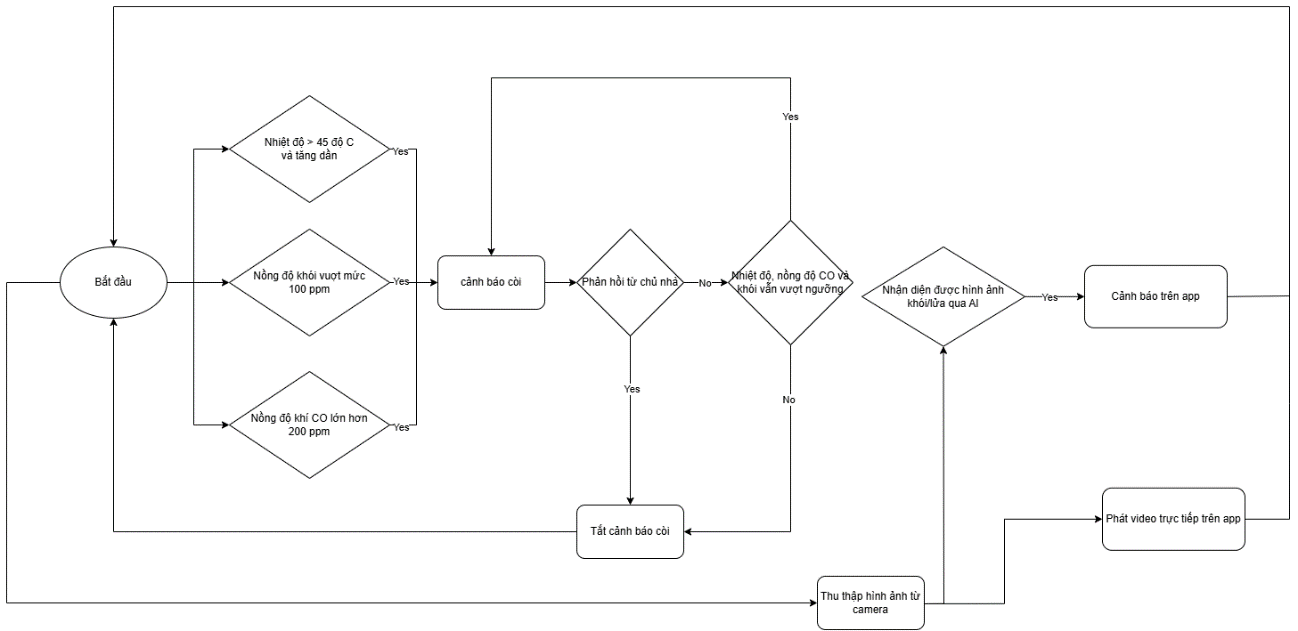 Bắt đầu
Nhiệt độ > 45 độ C
và tăng dần
Yes
Nồng độ khói vượt mức
100 ppm
Yes
Nồng độ khí CO lớn hơn
200 ppm
Yes
cảnh báo còi
Phản hồi từ chủ nhà
No
Yes
Nhiệt độ, nồng độ CO và
khói vẫn vượt ngưỡng
Yes
No
Tắt cảnh báo còi
Nhận diện được hình ảnh
khói/lửa qua AI
Yes
Cảnh báo trên app
Phát video trực tiếp trên app
Thu thập hình ảnh từ
camera